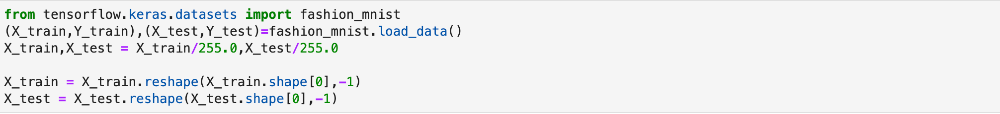 from tensorflow.keras.datasets import fashion_mnist
(X_train,Y_train),(X_test,Y_test)=fashion_mnist.load_data()
X_train,X_test = X_train/255.0,X_test/255.0

X_train = X_train.reshape(X_train.shape[0],-1)
X_test = X_test.reshape(X_test.shape[0],-1)